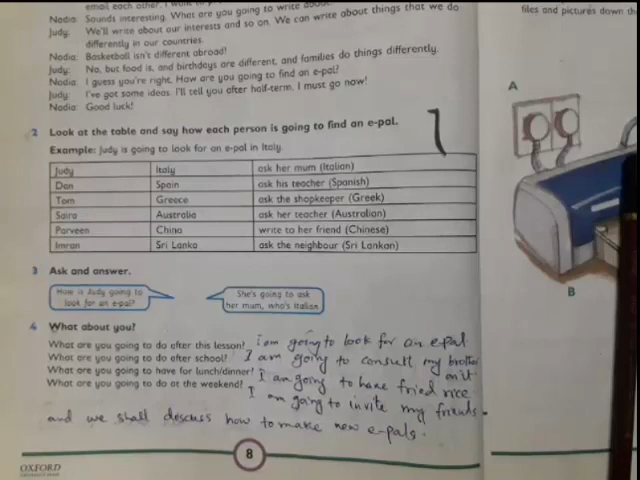 email each other. I want to
Nadia: Sounds interesting. What are you going to write about
Judy: We'll write about our interests and so on. We can write about things that we do
differently in our countries.
Nadia: Basketball isn't different abroad!
Judy: No, but food is, and birthdays are different, and families do things differently.
Nadia: I guess you're right. How are you going to find an e-pal?
Judy: I've got some ideas. I'll tell you after half-term. I must go now!
Nadia: Good luck!
2 Look at the table and say how each person is going to find an e-pal.
Example: Judy is going to look for an e-pal in Italy.
Judy Italy ask her mum (Italian)
Dan Spain ask his teacher (Spanish)
Tom Greece ask the shopkeeper (Greek)
Saira Australia ask her teacher (Australian)
Parveen China write to her friend (Chinese)
Imran Sri Lanka ask the neighbour (Sri Lankan)
3 Ask and answer.
How is Judy going to
look for an e-pal?
She's going to ask
her mum, who's Italian
4 What about you?
What are you going to do after this lesson? I am going to look for an e-pal
What are you going to do after school? I am going to consult my brother
on it
What are you going to have for lunch/dinner? I am going to have fried rice
What are you going to do at the weekend? I am going to invite my friends
and we shall discuss how to make new e-pals.
8
OXFORD
files and pictures down th
A
B